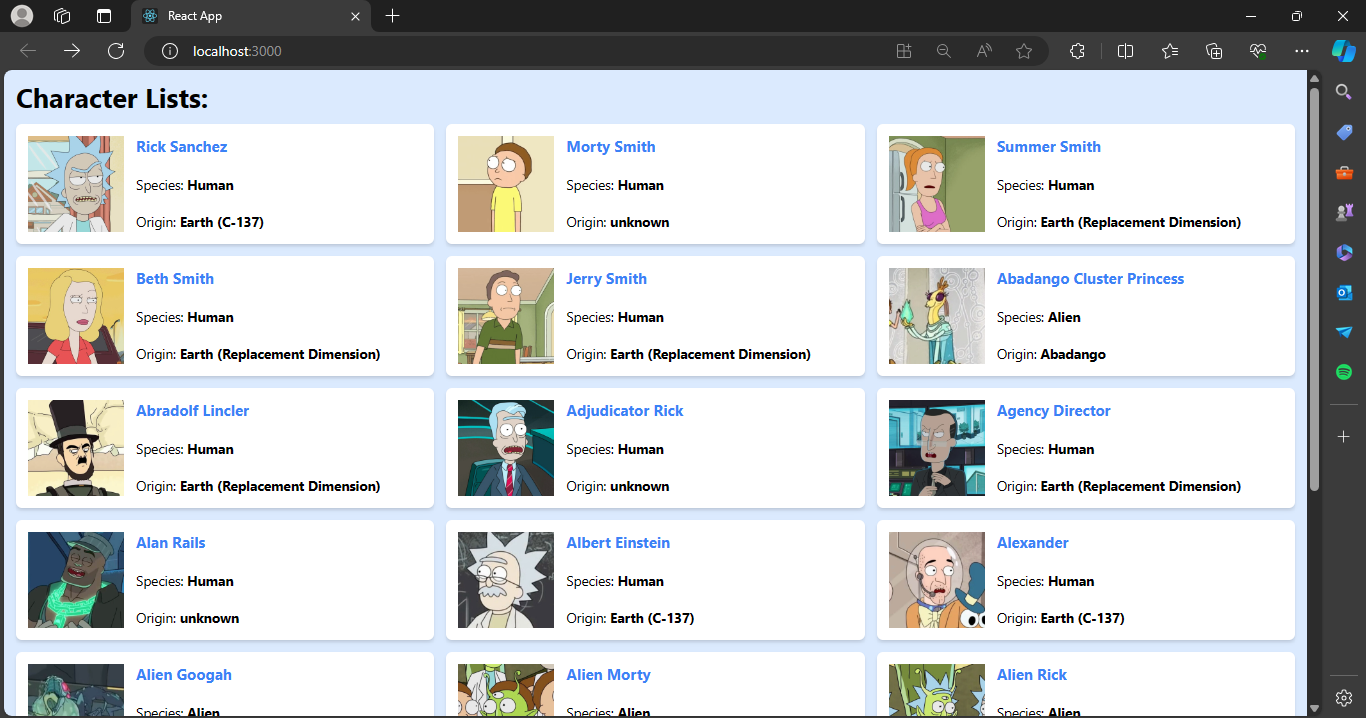 React App
localhost:3000
Character Lists:
Rick Sanchez
Species: Human
Origin: Earth (C-137)
Morty Smith
Species: Human
Origin: unknown
Summer Smith
Species: Human
Origin: Earth (Replacement Dimension)
Beth Smith
Species: Human
Origin: Earth (Replacement Dimension)
Jerry Smith
Species: Human
Origin: Earth (Replacement Dimension)
Abadango Cluster Princess
Species: Alien
Origin: Abadango
Abradolf Lincler
Species: Human
Origin: Earth (Replacement Dimension)
Adjudicator Rick
Species: Human
Origin: unknown
Agency Director
Species: Human
Origin: Earth (Replacement Dimension)
Alan Rails
Species: Human
Origin: unknown
Albert Einstein
Species: Human
Origin: Earth (C-137)
Alexander
Species: Human
Origin: Earth (C-137)
Alien Googah
Species: Alien
Alien Morty
Species: Alien
Alien Rick
Species: Alien